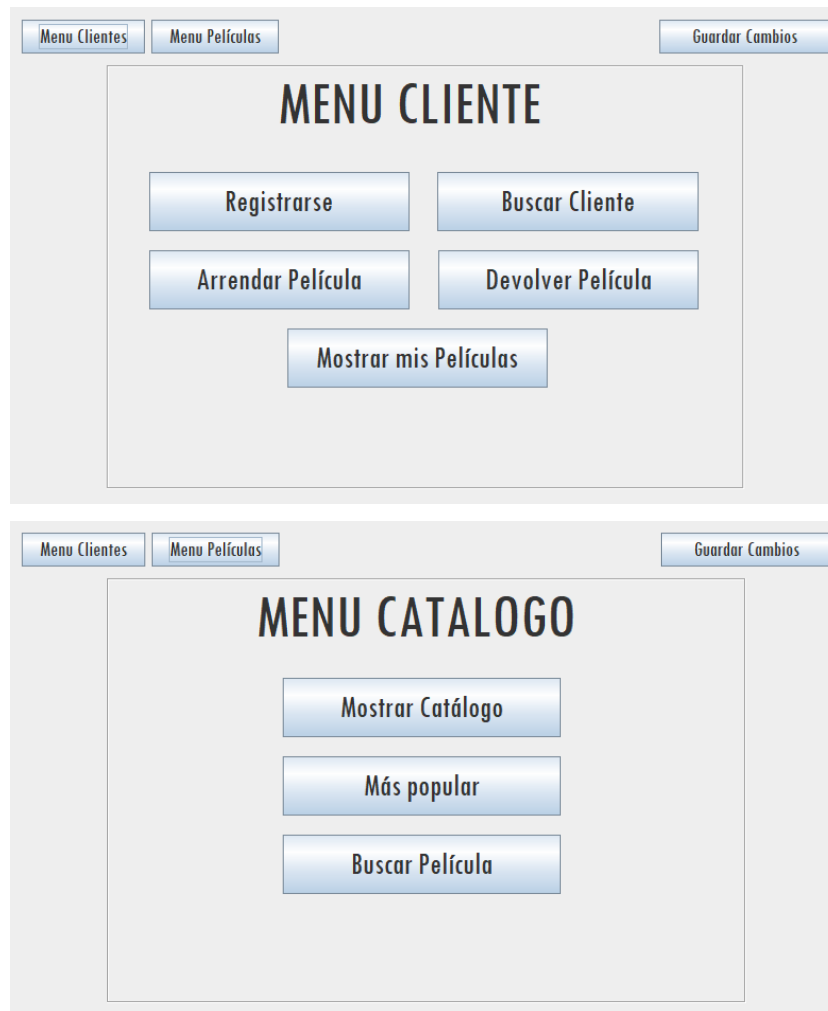 Menu Clientes Menu Películas Guardar Cambios
MENU CLIENTE
Registrarse Buscar Cliente
Arrendar Película Devolver Película
Mostrar mis Películas
Menu Clientes Menu Películas Guardar Cambios
MENU CATALOGO
Mostrar Catálogo
Más popular
Buscar Película